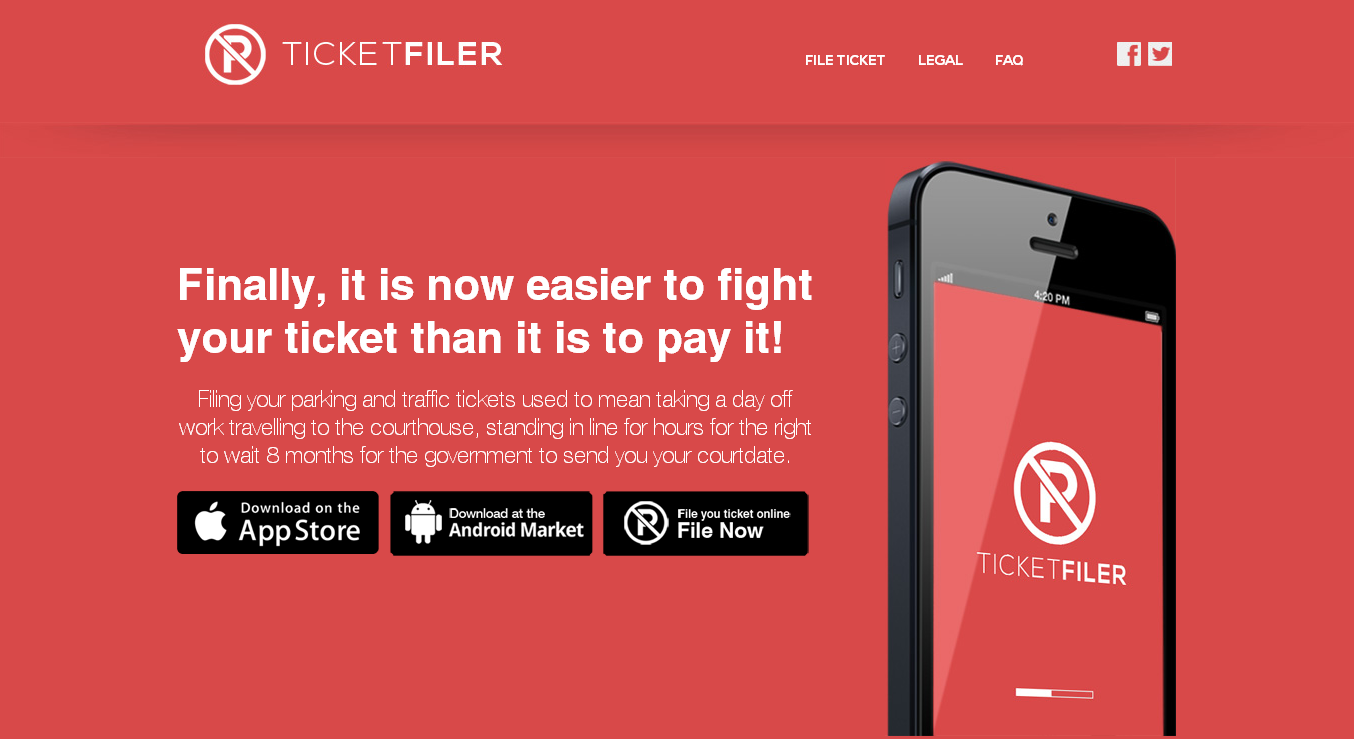 TICKETFILER
FILE TICKET LEGAL FAQ
Finally, it is now easier to fight
your ticket than it is to pay it!
Filing your parking and traffic tickets used to mean taking a day off
work travelling to the courthouse, standing in line for hours for the right
to wait 8 months for the government to send you your courtdate.
Download on the
App Store
Download at the
Android Market
File you ticket online
File Now
4:20 PM
TICKETFILER